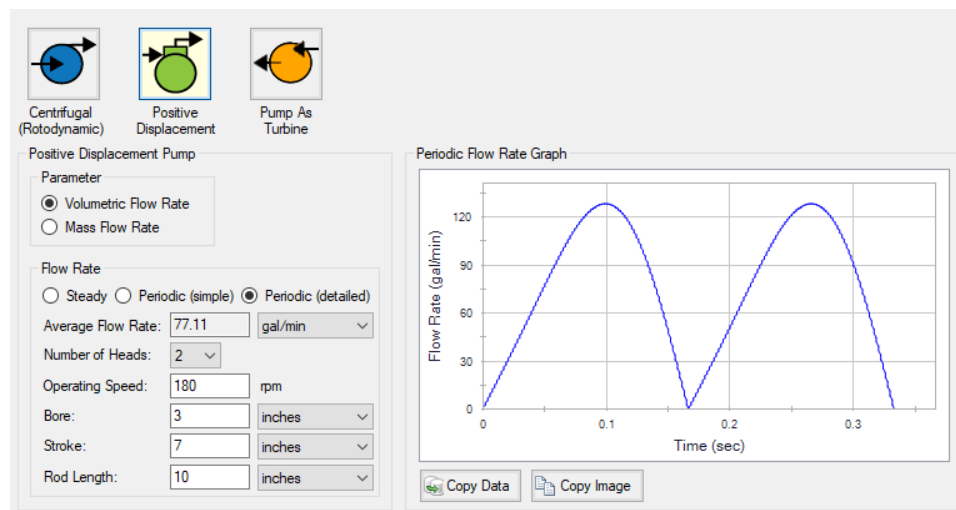 Centrifugal (Rotodynamic)
Positive Displacement
Pump As Turbine
Positive Displacement Pump
Parameter
Volumetric Flow Rate
Mass Flow Rate
Flow Rate
Steady Periodic (simple) Periodic (detailed)
Average Flow Rate: 77.11 gal/min
Number of Heads: 2
Operating Speed: 180 rpm
Bore: 3 inches
Stroke: 7 inches
Rod Length: 10 inches
Periodic Flow Rate Graph
Flow Rate (gal/min)
120
90
60
30
0
0 0.1 0.2 0.3
Time (sec)
Copy Data Copy Image